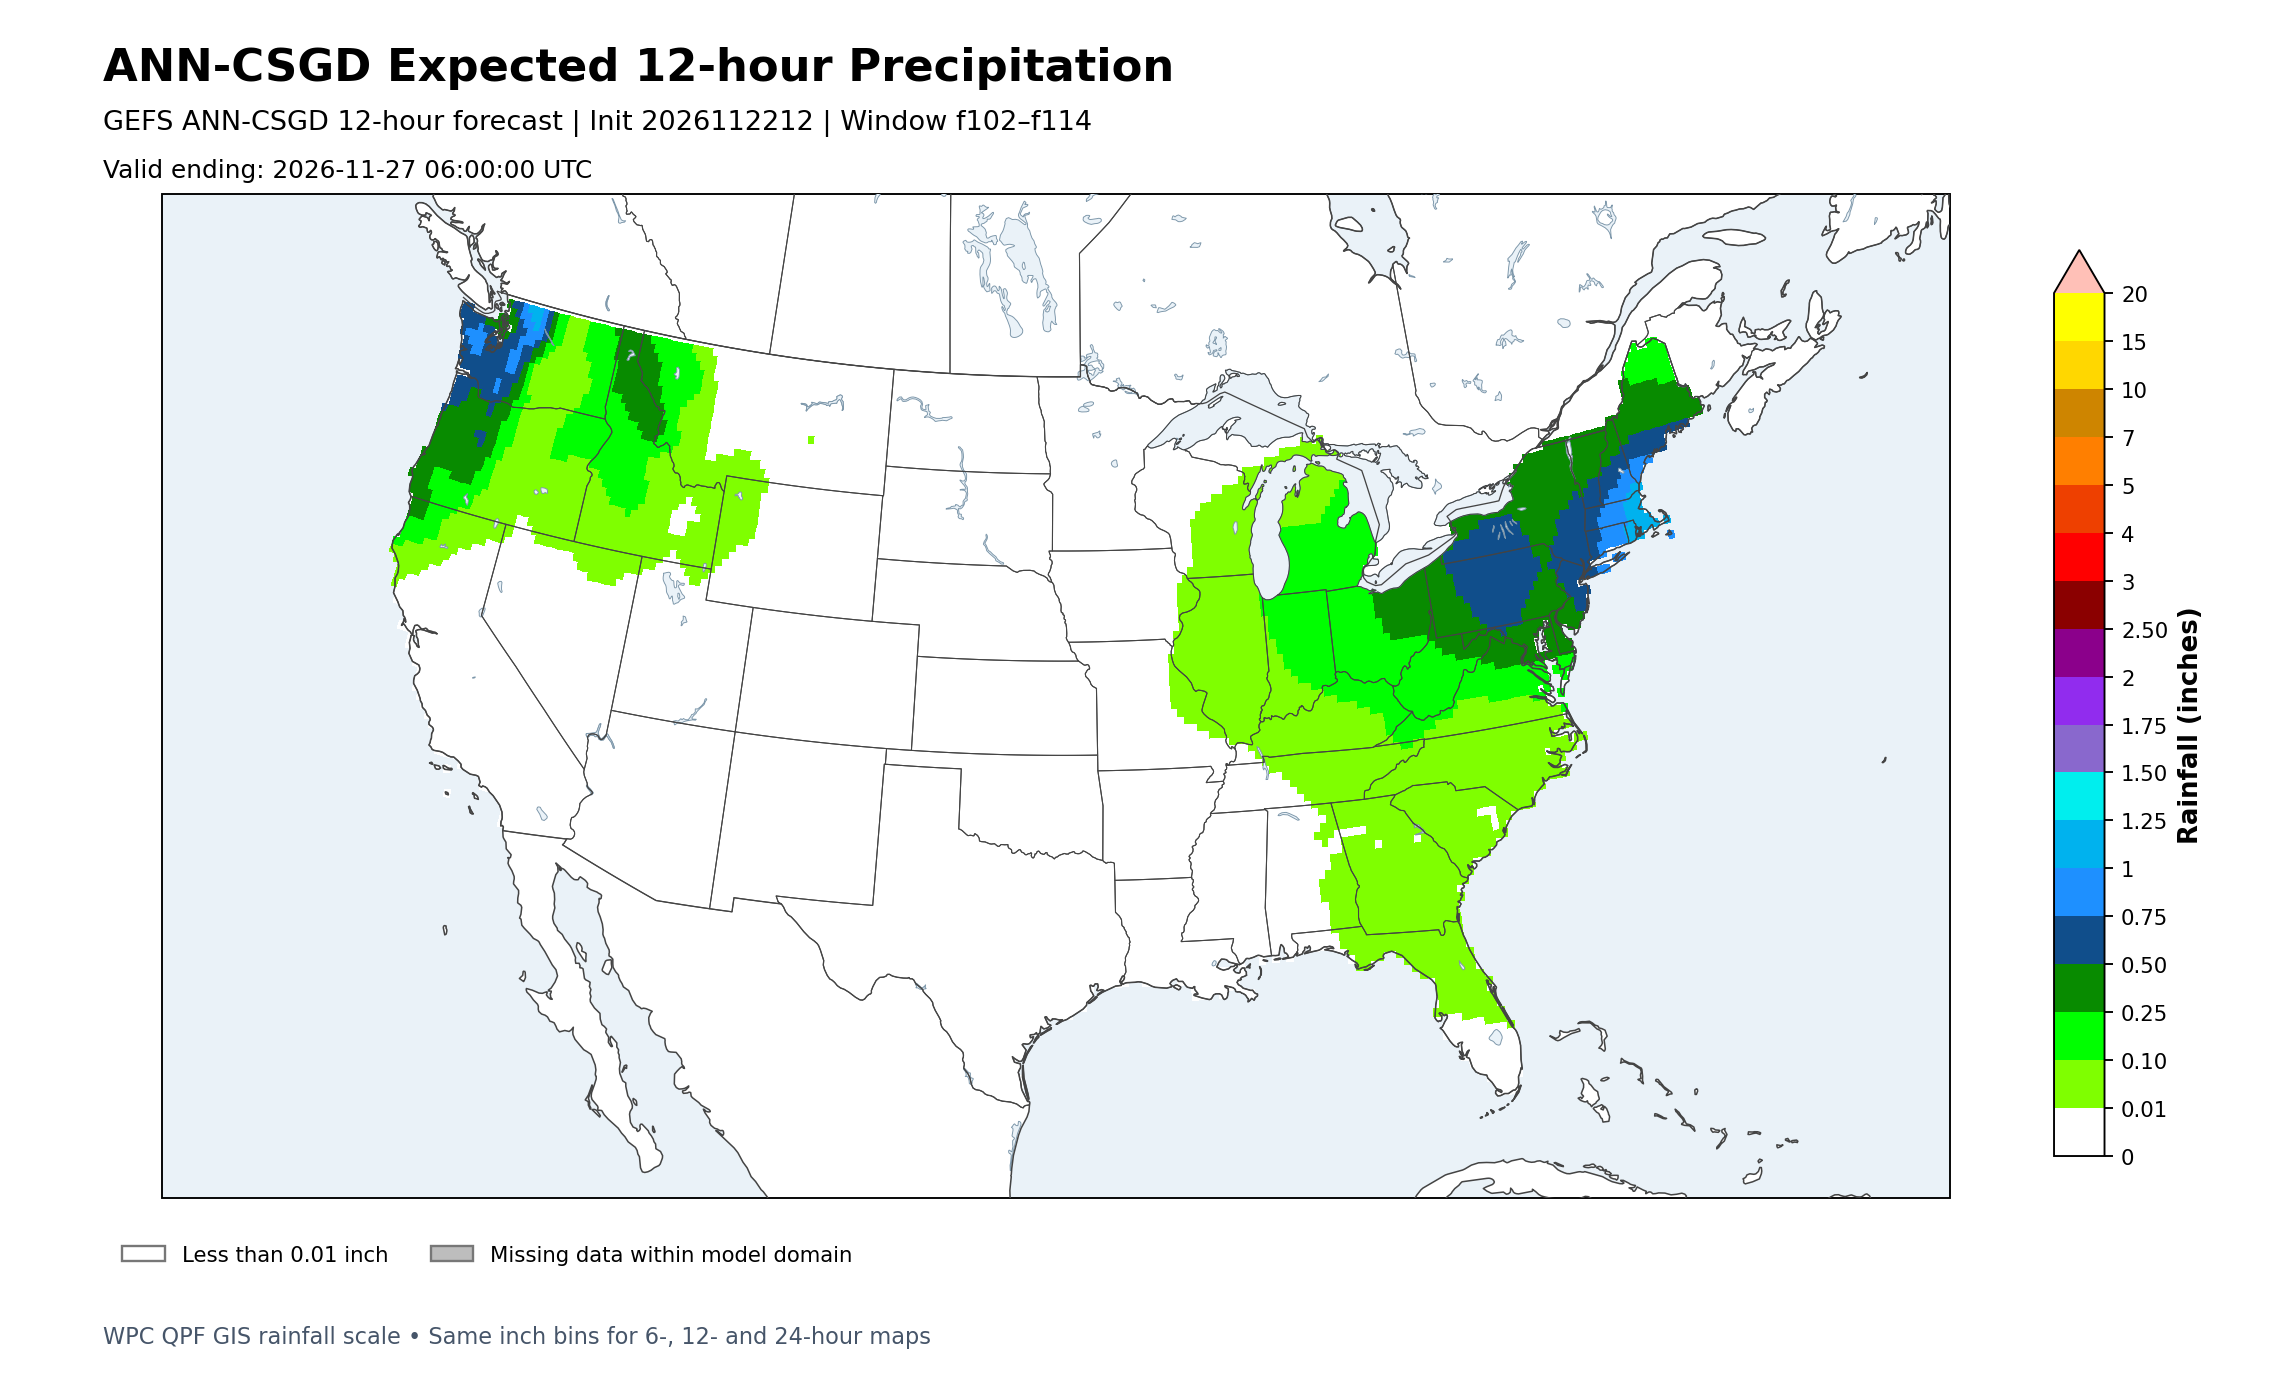 ANN-CSGD Expected 12-hour Precipitation
GEFS ANN-CSGD 12-hour forecast | Init 2026112212 | Window f102–f114
Valid ending: 2026-11-27 06:00:00 UTC
20
15
10
7
5
4
3
2.50
2
1.75
1.50
1.25
1
0.75
0.50
0.25
0.10
0.01
0
Rainfall (inches)
Less than 0.01 inch
Missing data within model domain
WPC QPF GIS rainfall scale • Same inch bins for 6-, 12- and 24-hour maps